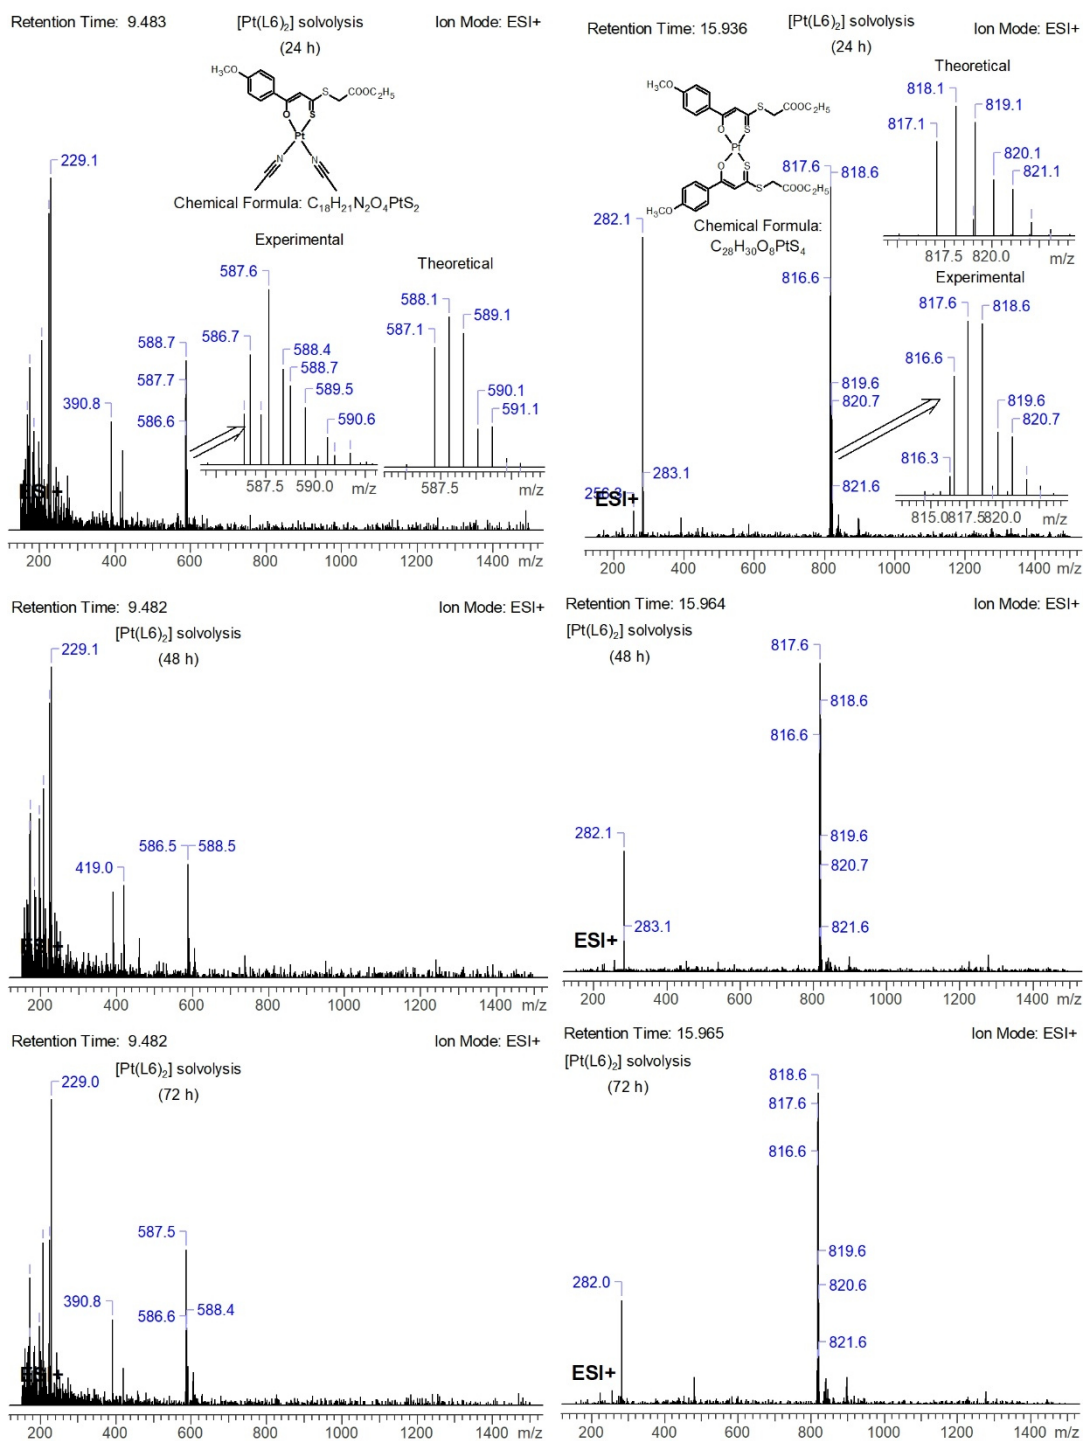 Retention Time: 9.483
[Pt(L6)₂] solvolysis
Ion Mode: ESI+
(24 h)
H₃CO
S
COOC₂H₅
O
S
Pt
N
N
Chemical Formula: C₁₈H₂₁N₂O₄PtS₂
229.1
390.8
588.7
587.7
586.6
Experimental
587.6
586.7
588.4
588.7
589.5
590.6
587.5 590.0 m/z
Theoretical
588.1
587.1
589.1
590.1
591.1
587.5 m/z
ESI+
200 400 600 800 1000 1200 1400 m/z
Retention Time: 15.936
[Pt(L6)₂] solvolysis
Ion Mode: ESI+
(24 h)
H₃CO
S
COOC₂H₅
O
S
Pt
O
S
S
COOC₂H₅
H₃CO
Chemical Formula:
C₂₈H₃₀O₈PtS₄
Theoretical
818.1
817.1
819.1
820.1
821.1
817.5 820.0 m/z
Experimental
817.6
818.6
816.6
819.6
820.7
816.3
815.0 817.5 820.0 m/z
817.6
818.6
816.6
819.6
820.7
821.6
282.1
283.1
ESI+
200 400 600 800 1000 1200 1400 m/z
Retention Time: 9.482
Ion Mode: ESI+
[Pt(L6)₂] solvolysis
(48 h)
229.1
419.0
586.5
588.5
ESI+
200 400 600 800 1000 1200 1400 m/z
Retention Time: 15.964
Ion Mode: ESI+
[Pt(L6)₂] solvolysis
(48 h)
817.6
818.6
816.6
819.6
820.7
821.6
282.1
283.1
ESI+
200 400 600 800 1000 1200 1400 m/z
Retention Time: 9.482
Ion Mode: ESI+
[Pt(L6)₂] solvolysis
(72 h)
229.0
390.8
587.5
586.6
588.4
ESI+
200 400 600 800 1000 1200 1400 m/z
Retention Time: 15.965
Ion Mode: ESI+
[Pt(L6)₂] solvolysis
(72 h)
818.6
817.6
816.6
819.6
820.6
821.6
282.0
ESI+
200 400 600 800 1000 1200 1400 m/z